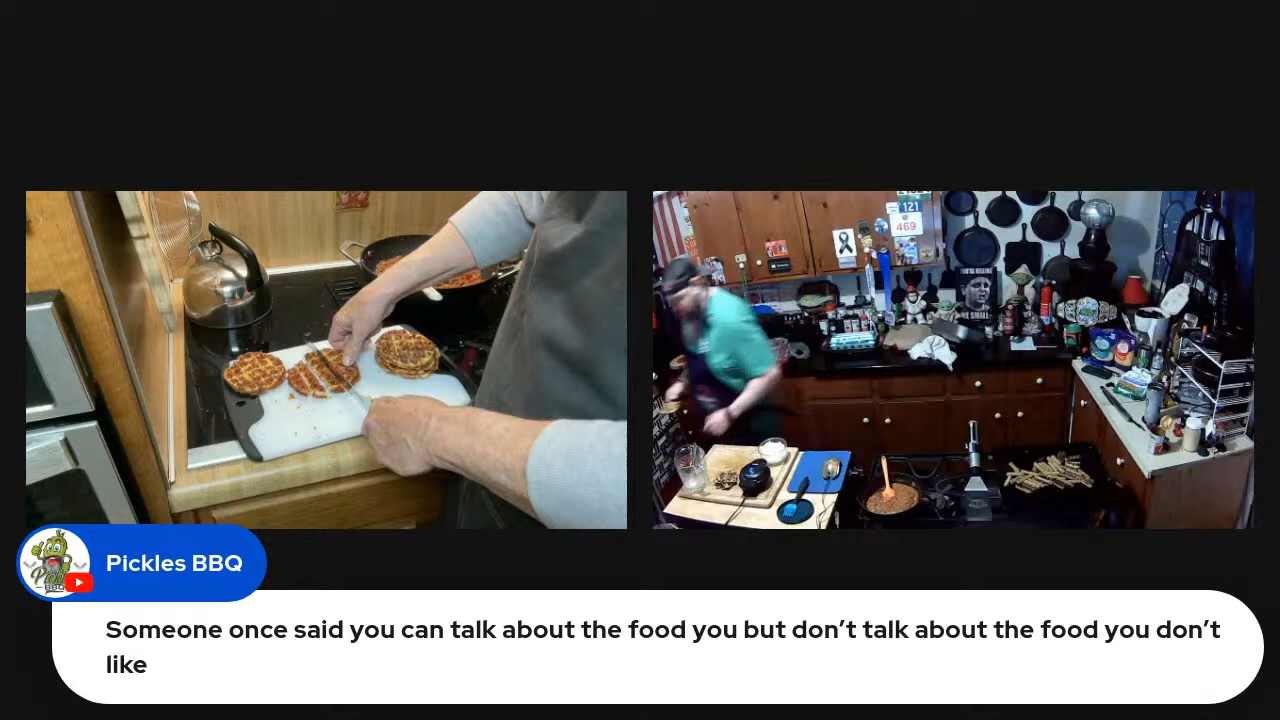 121
469
Pickles BBQ
Someone once said you can talk about the food you but don’t talk about the food you don’t
like